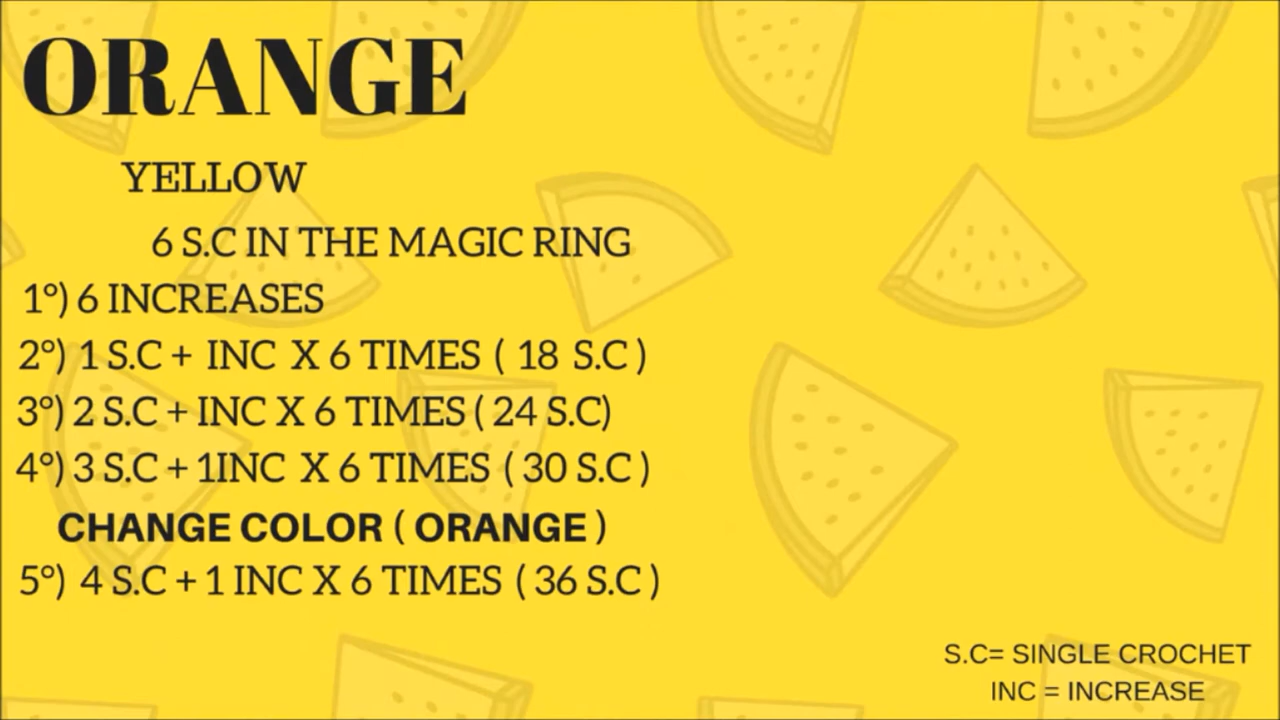 ORANGE
YELLOW
6 S.C IN THE MAGIC RING
1°) 6 INCREASES
2°) 1 S.C + INC X 6 TIMES ( 18 S.C )
3°) 2 S.C + INC X 6 TIMES ( 24 S.C)
4°) 3 S.C + 1INC X 6 TIMES ( 30 S.C )
CHANGE COLOR ( ORANGE )
5°) 4 S.C + 1 INC X 6 TIMES ( 36 S.C )
S.C= SINGLE CROCHET
INC = INCREASE